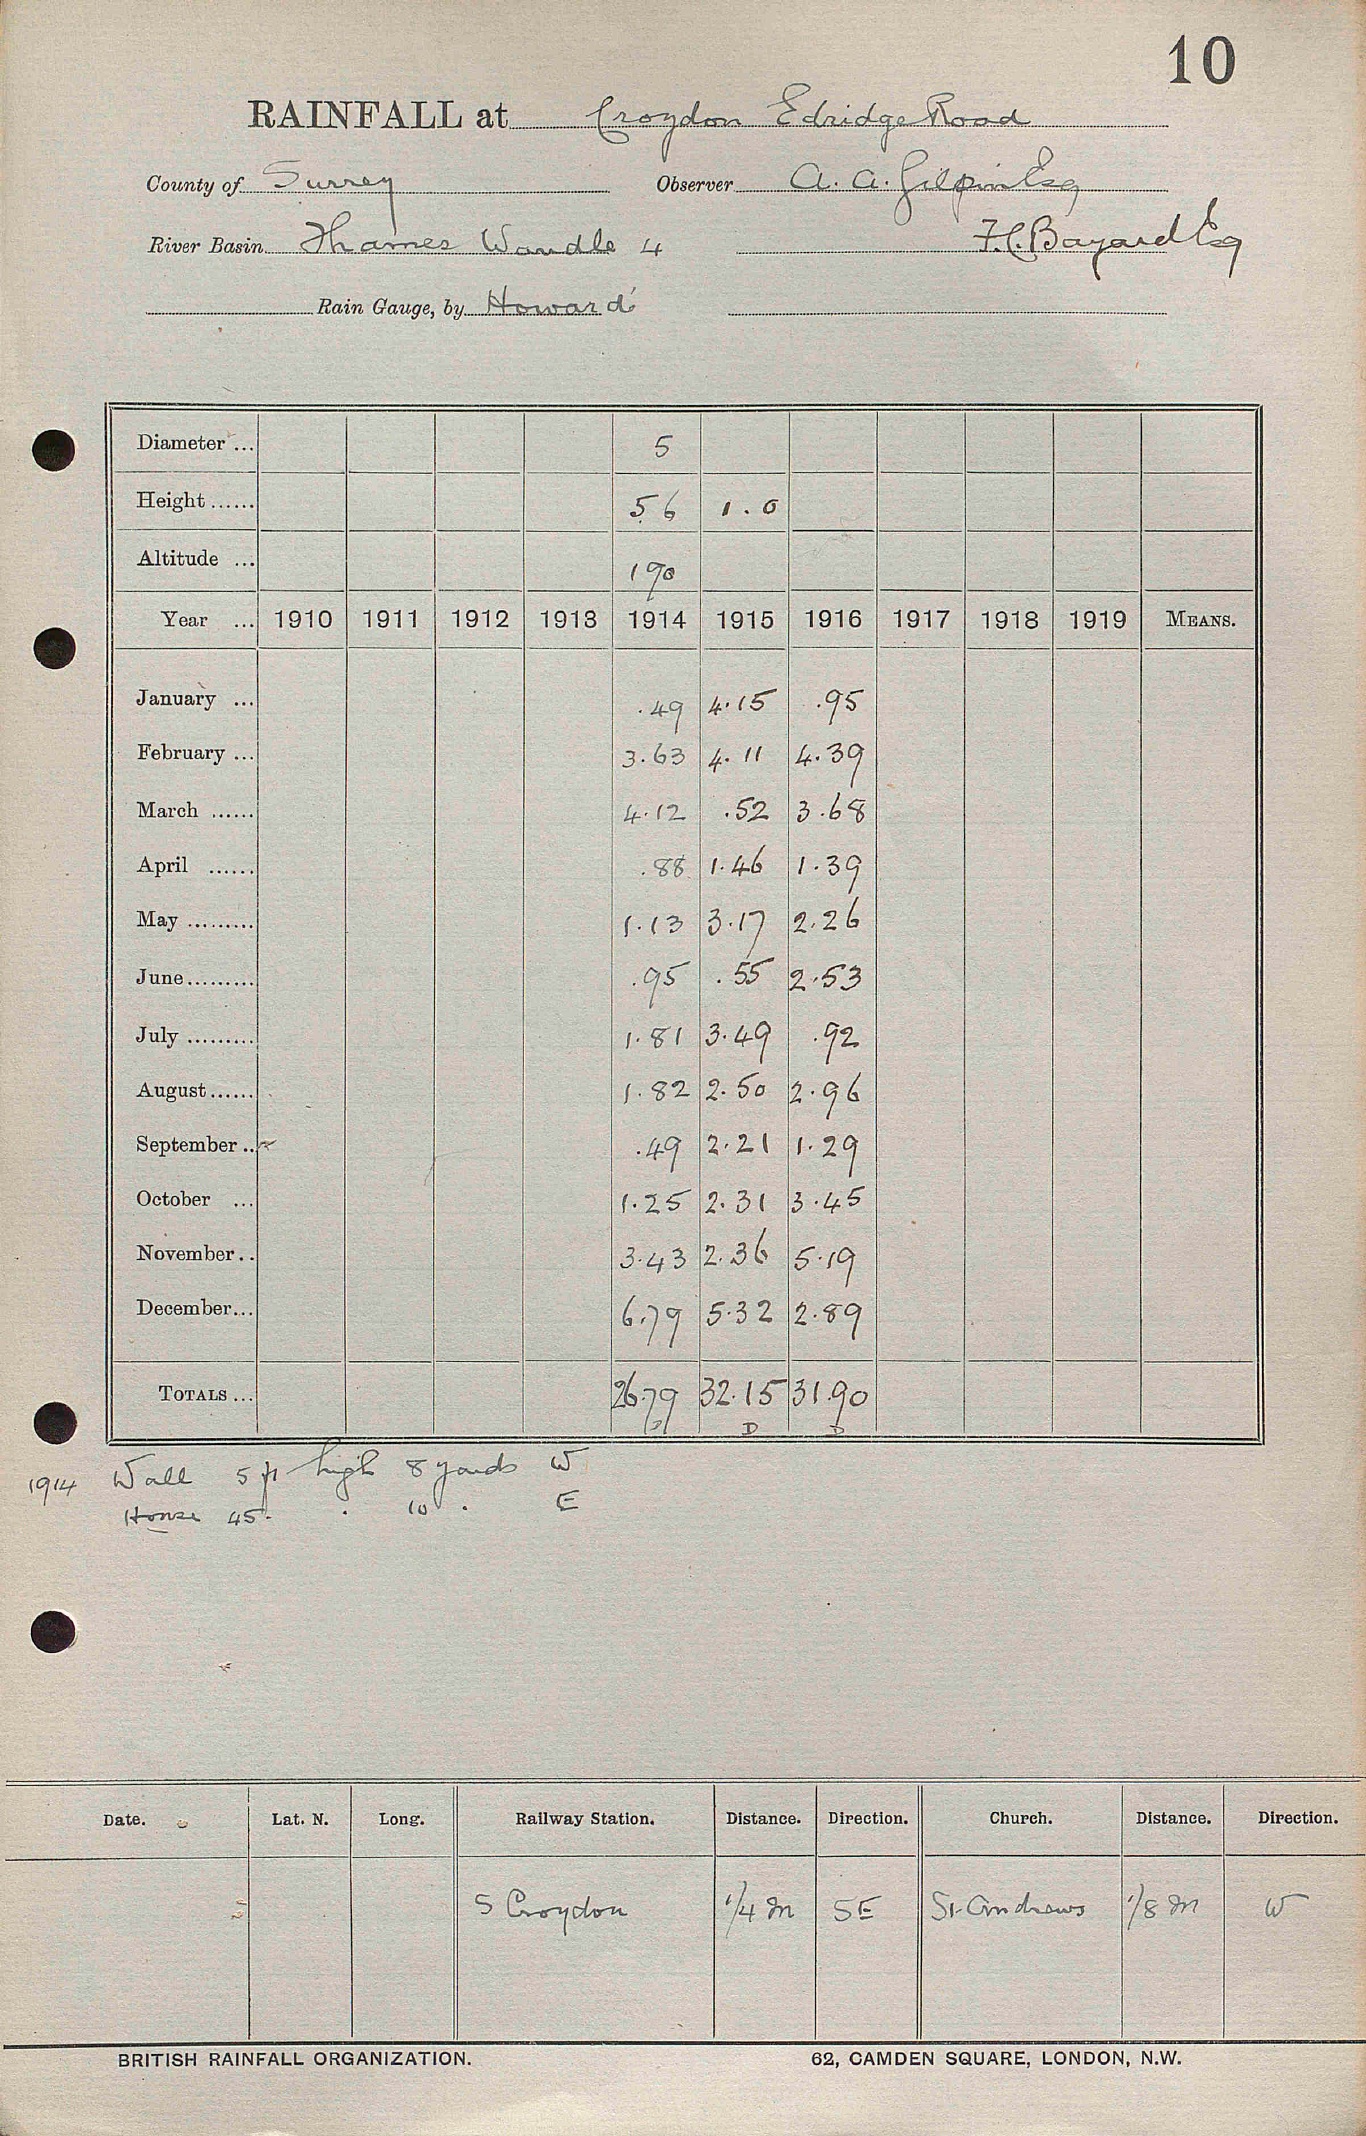 10
RAINFALL at Croydon Edridge Road
County of Surrey Observer A. A. Gilpin Esq
River Basin Thames Wandle 4 F. C. Bayard Esq
Rain Gauge, by Howard
Diameter ... 5
Height ...... 5 6 1.0
Altitude ... 190
Year ... 1910 1911 1912 1913 1914 1915 1916 1917 1918 1919 MEANS.
January ... .49 4.15 .95
February ... 3.63 4.11 4.39
March ...... 4.12 .52 3.68
April ...... .88 1.46 1.39
May ......... 1.13 3.17 2.26
June ......... .95 .55 2.53
July ......... 1.81 3.49 .92
August ...... 1.82 2.50 2.96
September .. .49 2.21 1.29
October ... 1.25 2.31 3.45
November .. 3.43 2.36 5.19
December ... 6.79 5.32 2.89
TOTALS ... 26.79 32.15 31.90
D D D
1914 Wall 5 ft high 8 yards W
House 45 . . 10 . E
Date. Lat. N. Long. Railway Station. Distance. Direction. Church. Distance. Direction.
S Croydon 1/4 m SE St. Andrews 1/8 m W
BRITISH RAINFALL ORGANIZATION. 62, CAMDEN SQUARE, LONDON, N.W.